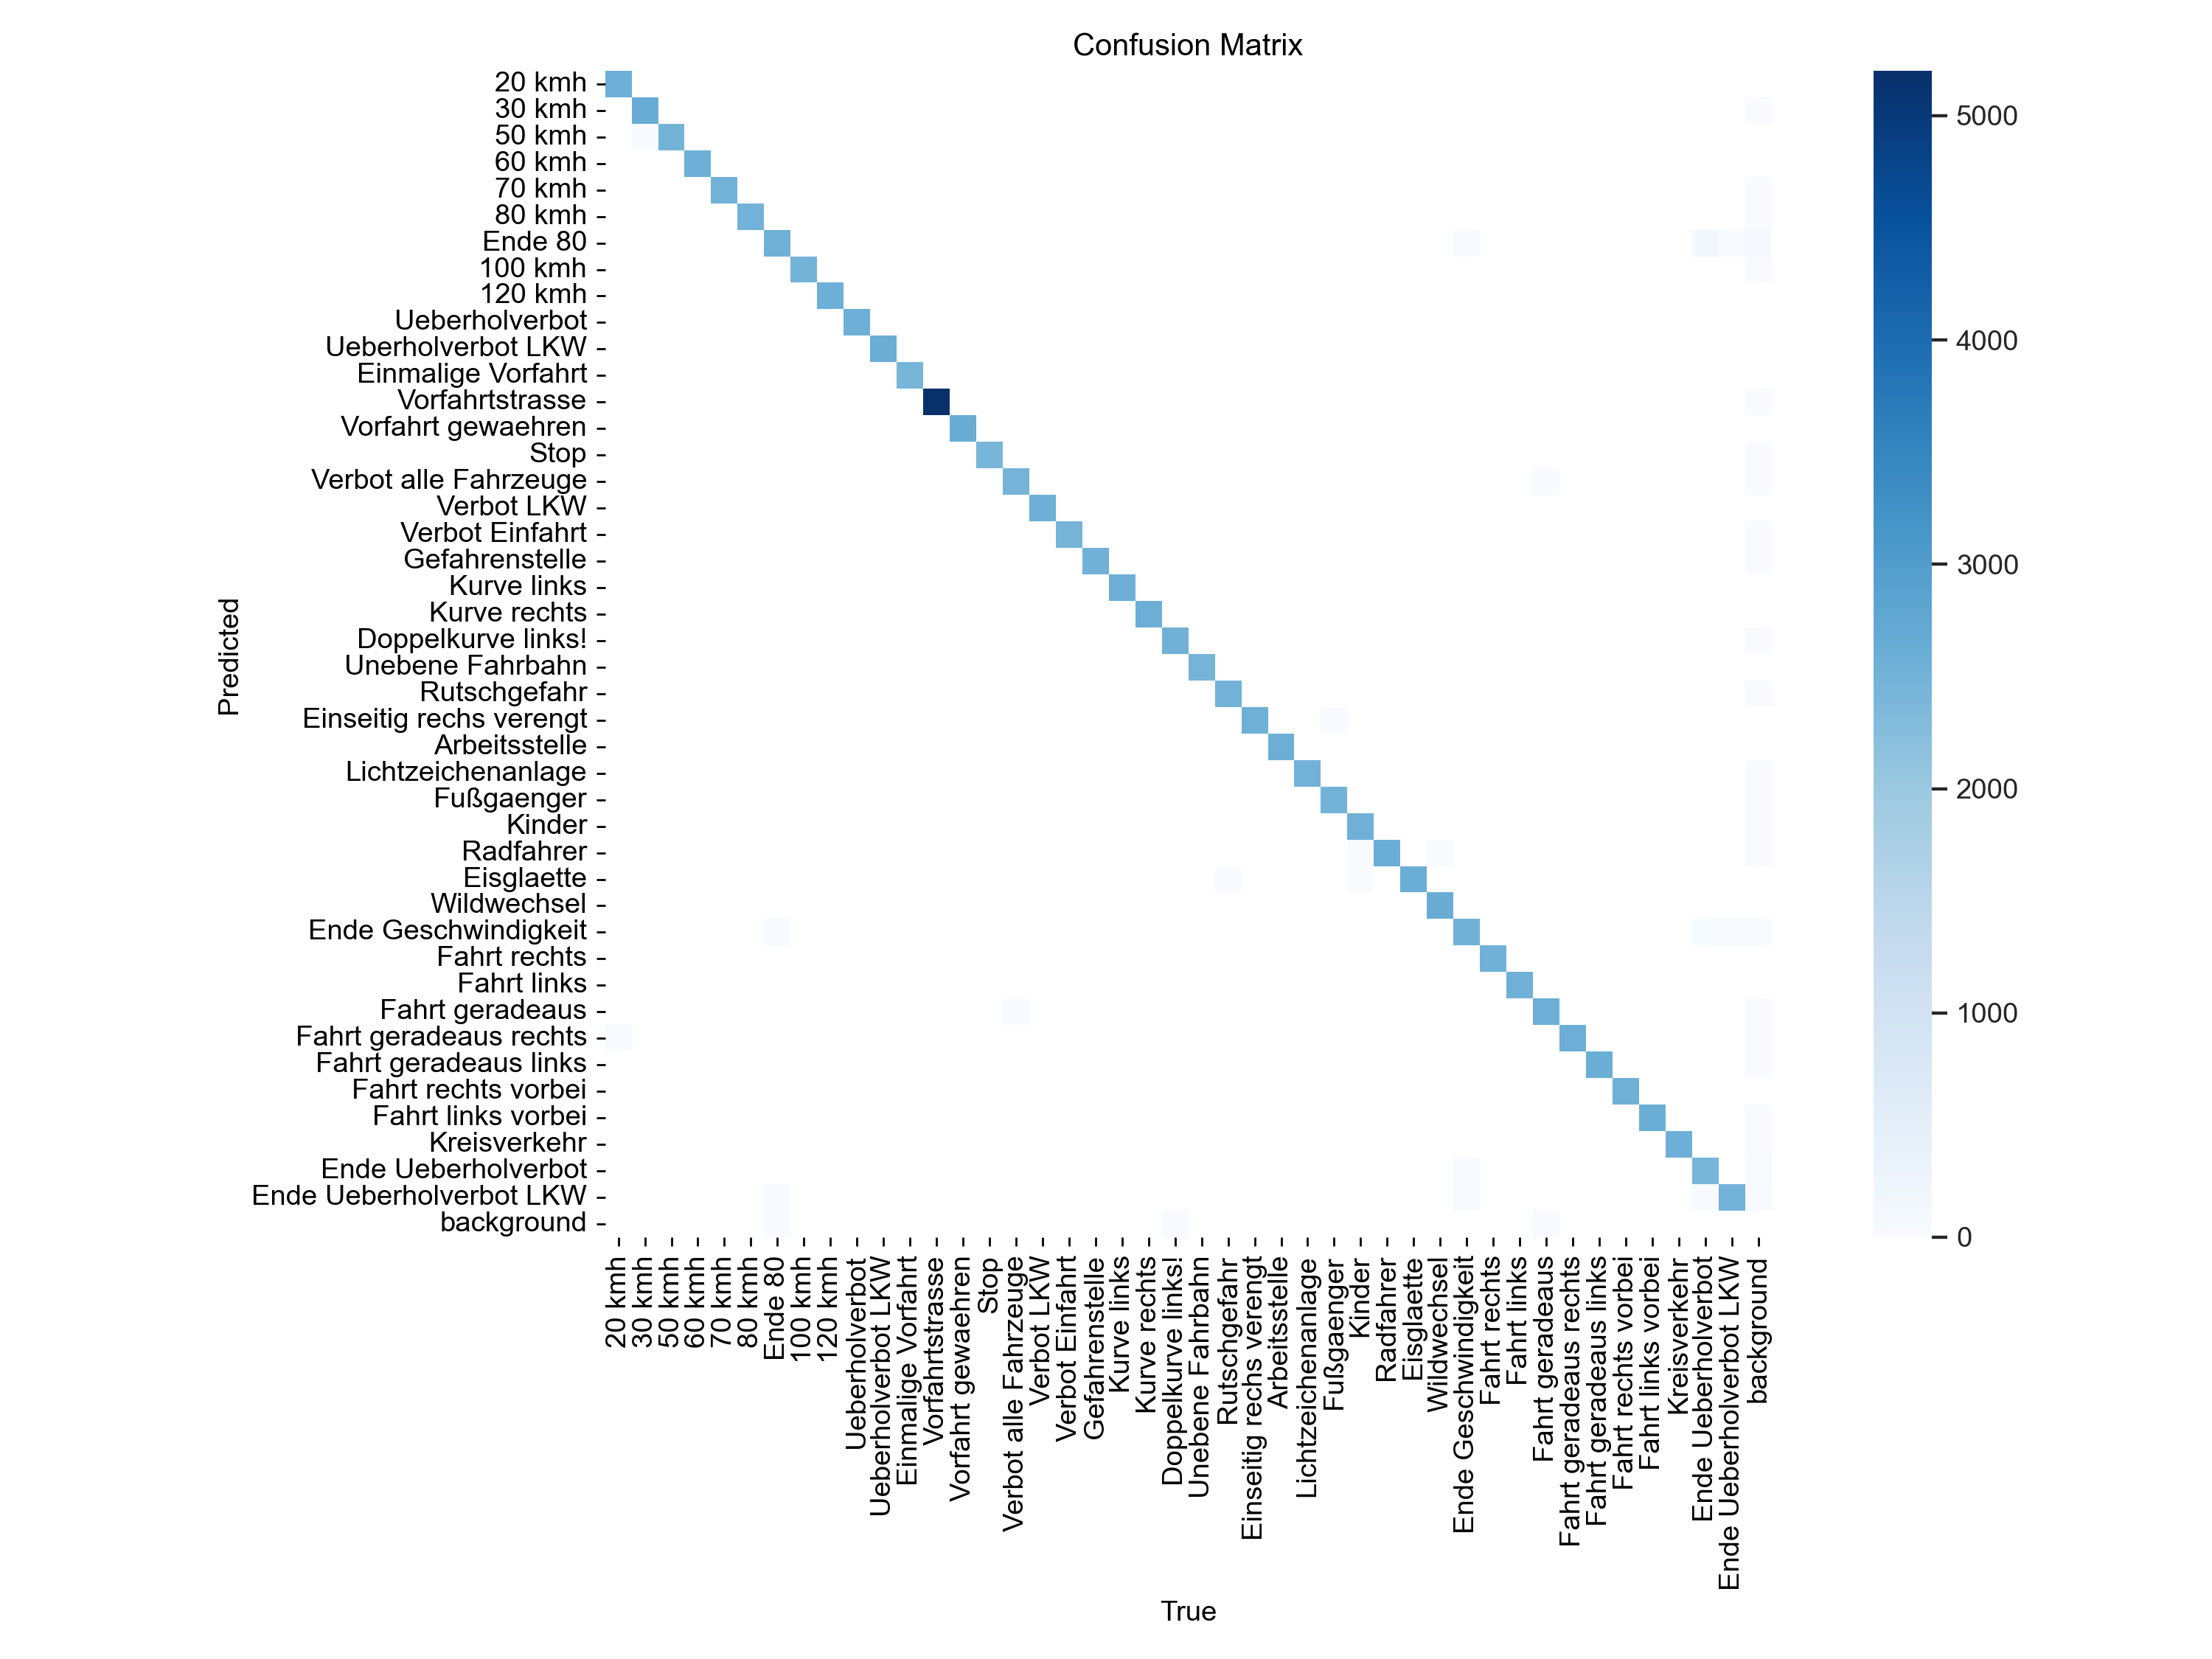 Confusion Matrix
20 kmh
30 kmh
50 kmh
60 kmh
70 kmh
80 kmh
Ende 80
100 kmh
120 kmh
Ueberholverbot
Ueberholverbot LKW
Einmalige Vorfahrt
Vorfahrtstrasse
Vorfahrt gewaehren
Stop
Verbot alle Fahrzeuge
Verbot LKW
Verbot Einfahrt
Gefahrenstelle
Kurve links
Kurve rechts
Doppelkurve links!
Unebene Fahrbahn
Rutschgefahr
Einseitig rechs verengt
Arbeitsstelle
Lichtzeichenanlage
Fußgaenger
Kinder
Radfahrer
Eisglaette
Wildwechsel
Ende Geschwindigkeit
Fahrt rechts
Fahrt links
Fahrt geradeaus
Fahrt geradeaus rechts
Fahrt geradeaus links
Fahrt rechts vorbei
Fahrt links vorbei
Kreisverkehr
Ende Ueberholverbot
Ende Ueberholverbot LKW
background
Predicted
20 kmh
30 kmh
50 kmh
60 kmh
70 kmh
80 kmh
Ende 80
100 kmh
120 kmh
Ueberholverbot
Ueberholverbot LKW
Einmalige Vorfahrt
Vorfahrtstrasse
Vorfahrt gewaehren
Stop
Verbot alle Fahrzeuge
Verbot LKW
Verbot Einfahrt
Gefahrenstelle
Kurve links
Kurve rechts
Doppelkurve links!
Unebene Fahrbahn
Rutschgefahr
Einseitig rechs verengt
Arbeitsstelle
Lichtzeichenanlage
Fußgaenger
Kinder
Radfahrer
Eisglaette
Wildwechsel
Ende Geschwindigkeit
Fahrt rechts
Fahrt links
Fahrt geradeaus
Fahrt geradeaus rechts
Fahrt geradeaus links
Fahrt rechts vorbei
Fahrt links vorbei
Kreisverkehr
Ende Ueberholverbot
Ende Ueberholverbot LKW
background
True
5000
4000
3000
2000
1000
0